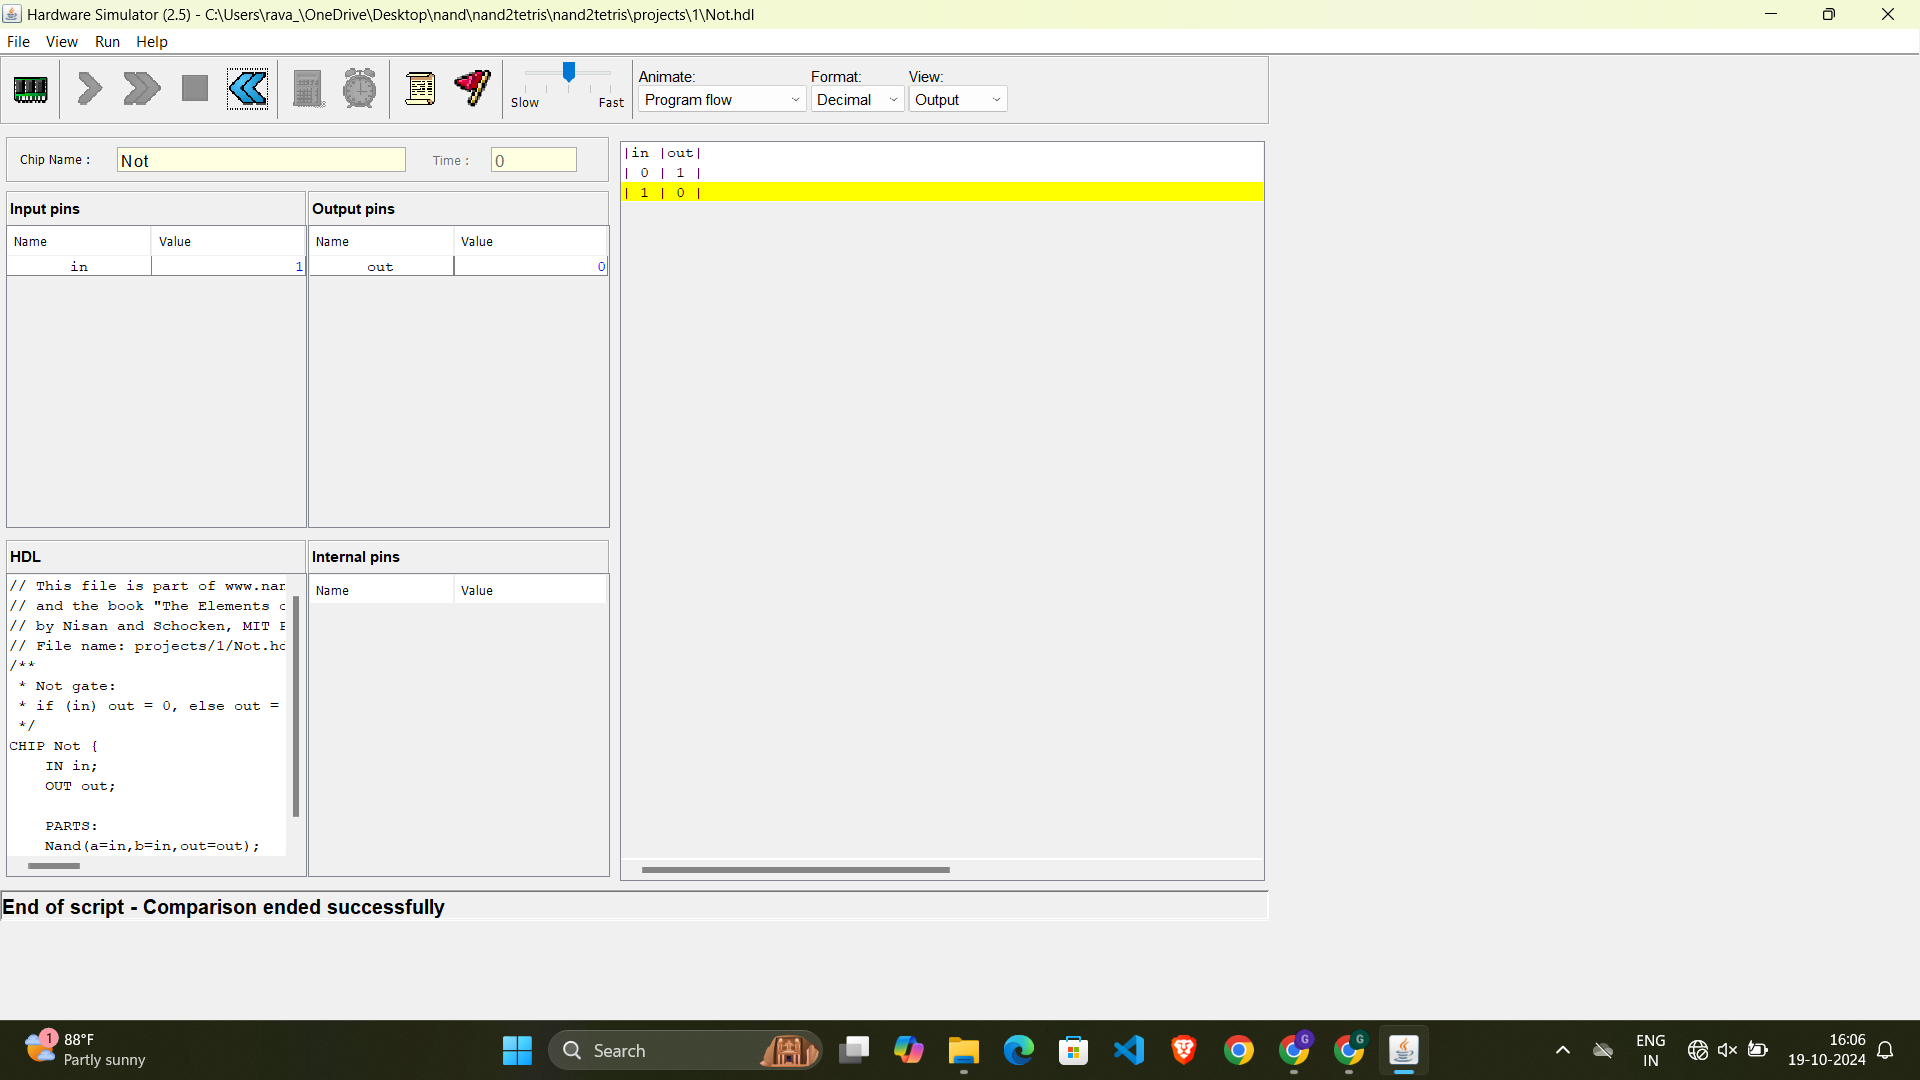 Hardware Simulator (2.5) - C:\Users\rava_\OneDrive\Desktop\nand\nand2tetris\nand2tetris\projects\1\Not.hdl
File View Run Help
Slow Fast
Animate: Format: View:
Program flow Decimal Output
Chip Name : Not Time : 0
|in |out|
| 0 | 1 |
| 1 | 0 |
Input pins Output pins
Name Value Name Value
in 1 out 0
HDL Internal pins
Name Value
// This file is part of www.nan
// and the book "The Elements o
// by Nisan and Schocken, MIT P
// File name: projects/1/Not.hd
/**
* Not gate:
* if (in) out = 0, else out =
*/
CHIP Not {
IN in;
OUT out;
PARTS:
Nand(a=in,b=in,out=out);
End of script - Comparison ended successfully
1
88°F
Partly sunny
Search
G
G
ENG
IN
16:06
19-10-2024